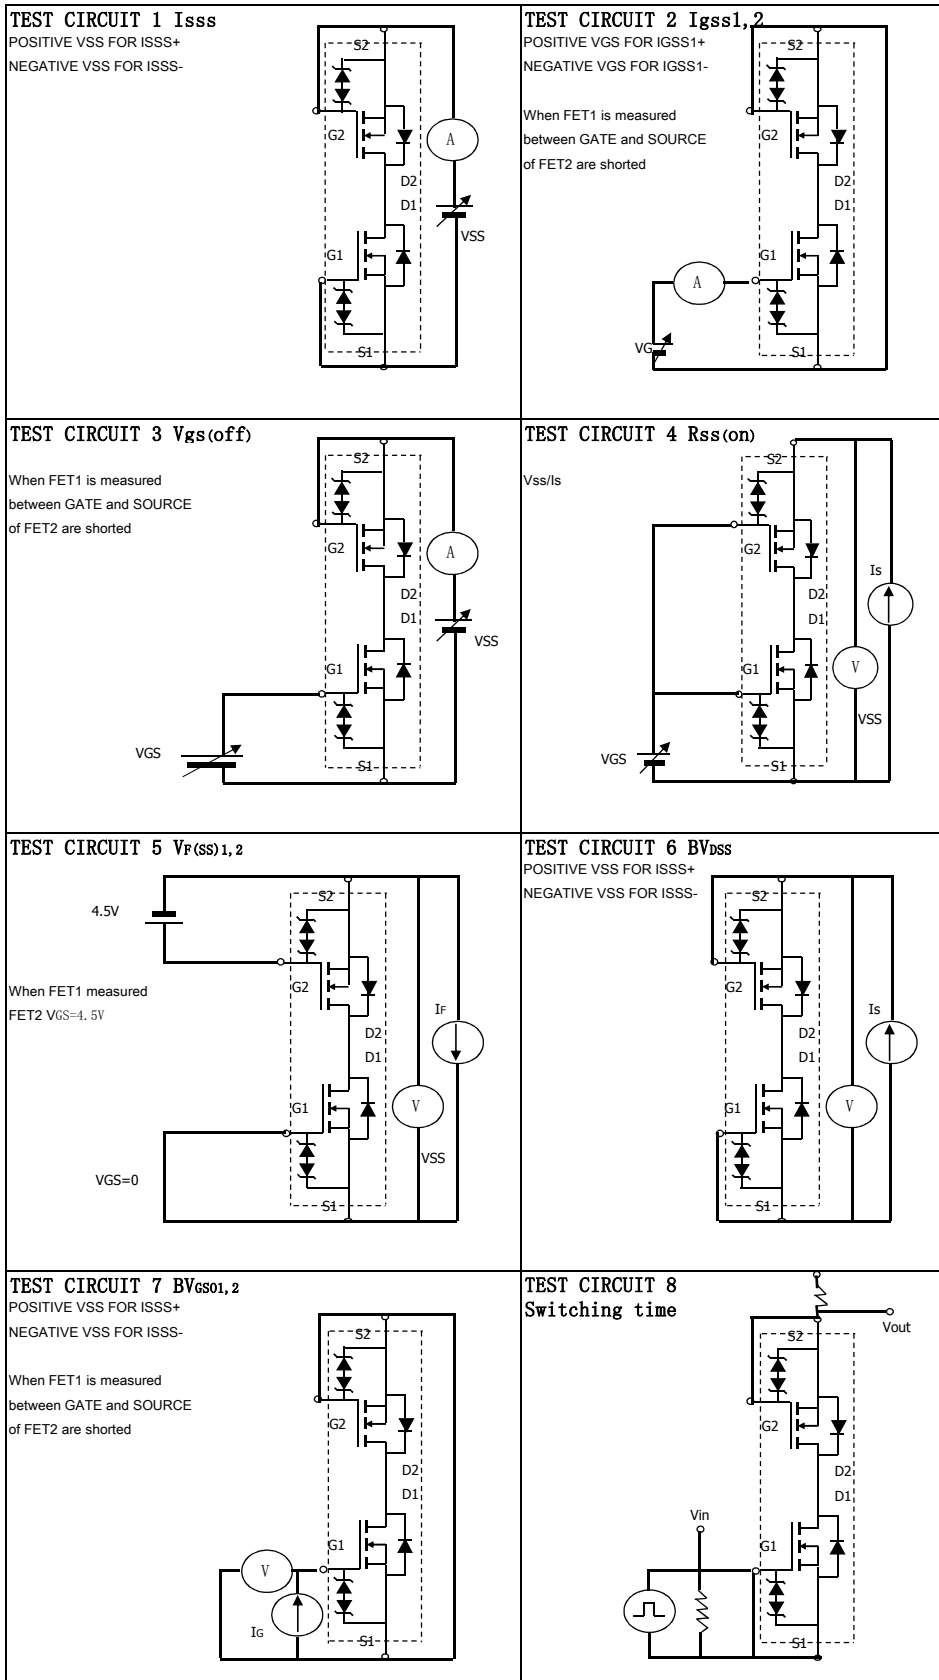 TEST CIRCUIT 1 Isss
POSITIVE VSS FOR ISSS+
NEGATIVE VSS FOR ISSS-
S2
G2
A
D2
D1
VSS
G1
S1
TEST CIRCUIT 2 Igss1,2
POSITIVE VGS FOR IGSS1+
NEGATIVE VGS FOR IGSS1-
When FET1 is measured
between GATE and SOURCE
of FET2 are shorted
S2
G2
D2
D1
G1
A
VG
S1
TEST CIRCUIT 3 Vgs(off)
When FET1 is measured
between GATE and SOURCE
of FET2 are shorted
S2
G2
A
D2
D1
VSS
G1
VGS
S1
TEST CIRCUIT 4 Rss(on)
Vss/Is
S2
G2
Is
D2
D1
G1
V
VSS
VGS
S1
TEST CIRCUIT 5 VF(SS)1,2
4.5V
When FET1 measured
FET2 VGS=4.5V
S2
G2
IF
D2
D1
G1
V
VSS
VGS=0
S1
TEST CIRCUIT 6 BVDSS
POSITIVE VSS FOR ISSS+
NEGATIVE VSS FOR ISSS-
S2
G2
Is
D2
D1
G1
V
S1
TEST CIRCUIT 7 BVGSO1,2
POSITIVE VSS FOR ISSS+
NEGATIVE VSS FOR ISSS-
When FET1 is measured
between GATE and SOURCE
of FET2 are shorted
S2
G2
D2
D1
G1
V
IG
S1
TEST CIRCUIT 8
Switching time
Vout
S2
G2
D2
D1
Vin
G1
S1